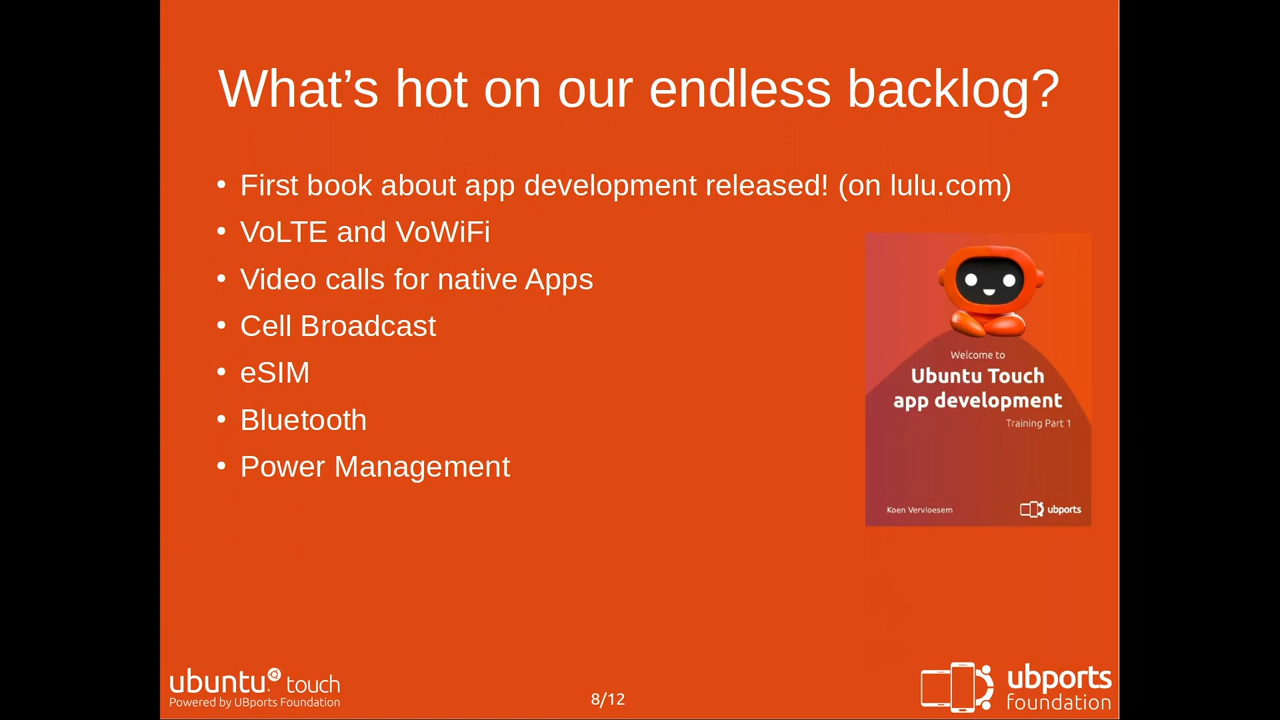 What’s hot on our endless backlog?
• First book about app development released! (on lulu.com)
• VoLTE and VoWiFi
• Video calls for native Apps
• Cell Broadcast
• eSIM
• Bluetooth
• Power Management
Welcome to
Ubuntu Touch
app development
Training Part 1
Koen Vervloesem
ubports
ubuntu touch
Powered by UBports Foundation
8/12
ubports
foundation